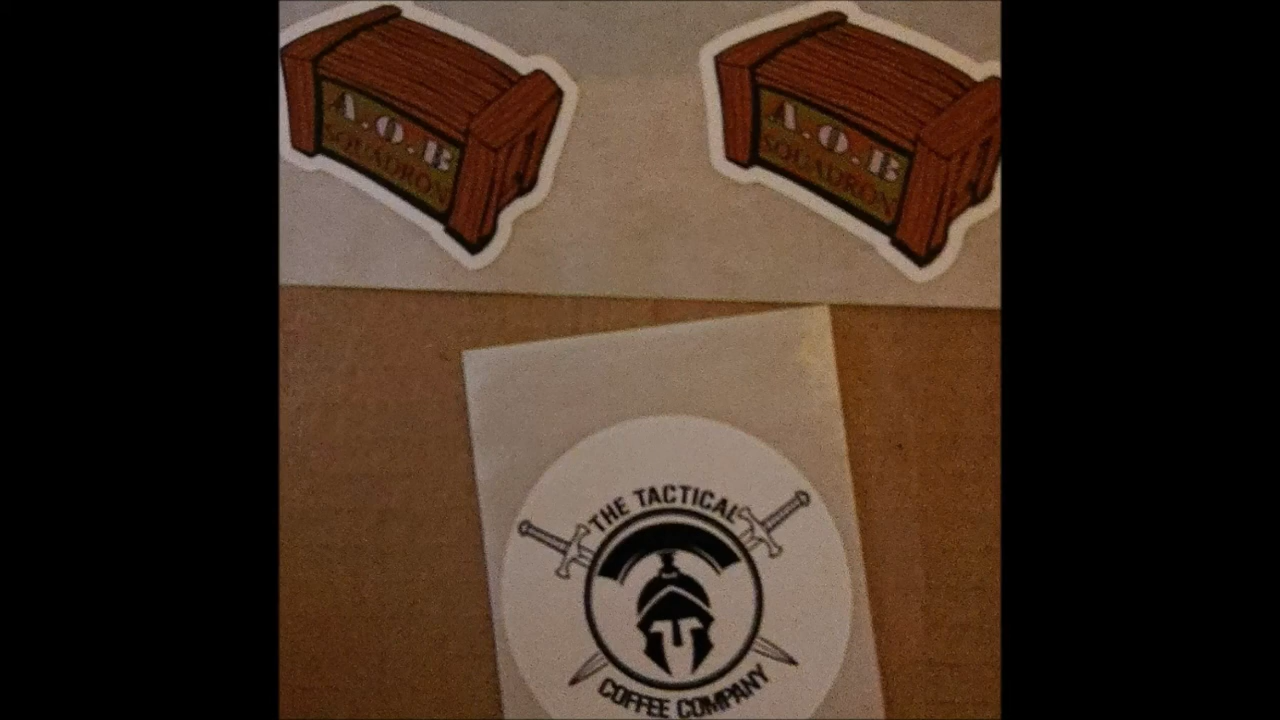 A.O.B
SQUADRON
A.O.B
SQUADRON
THE TACTICAL
COFFEE COMPANY